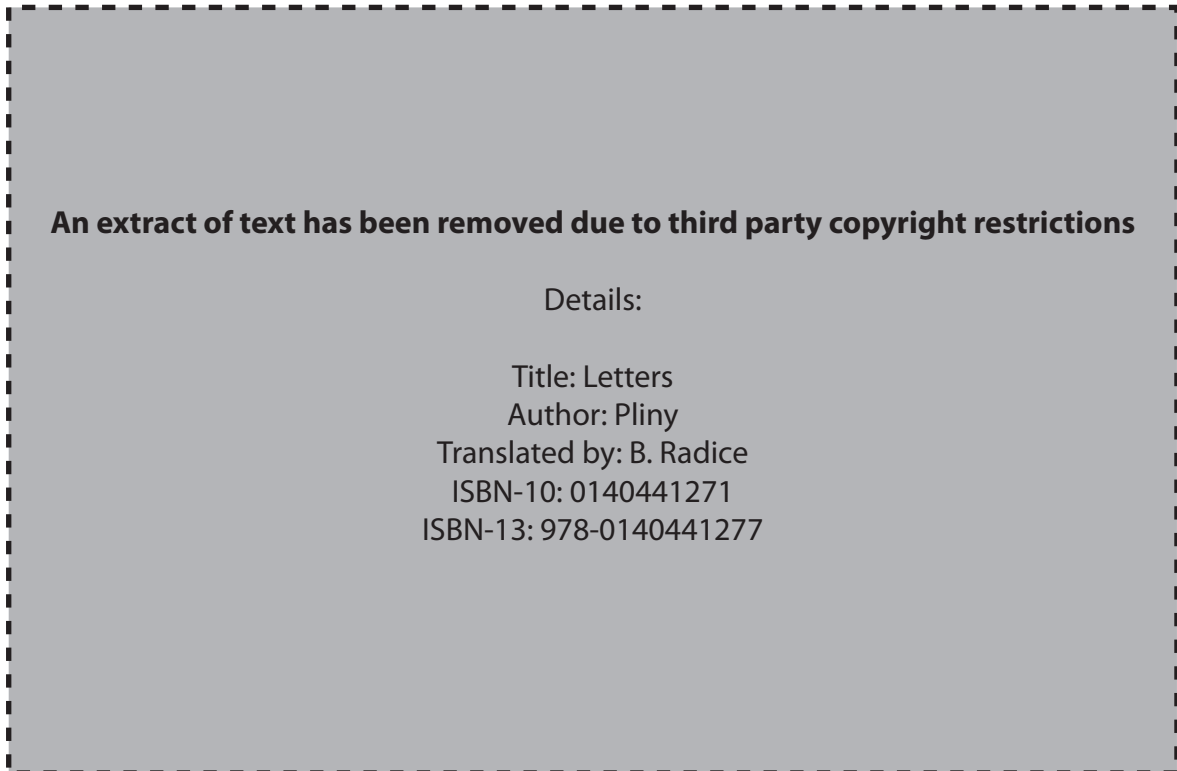 An extract of text has been removed due to third party copyright restrictions
Details:
Title: Letters
Author: Pliny
Translated by: B. Radice
ISBN-10: 0140441271
ISBN-13: 978-0140441277